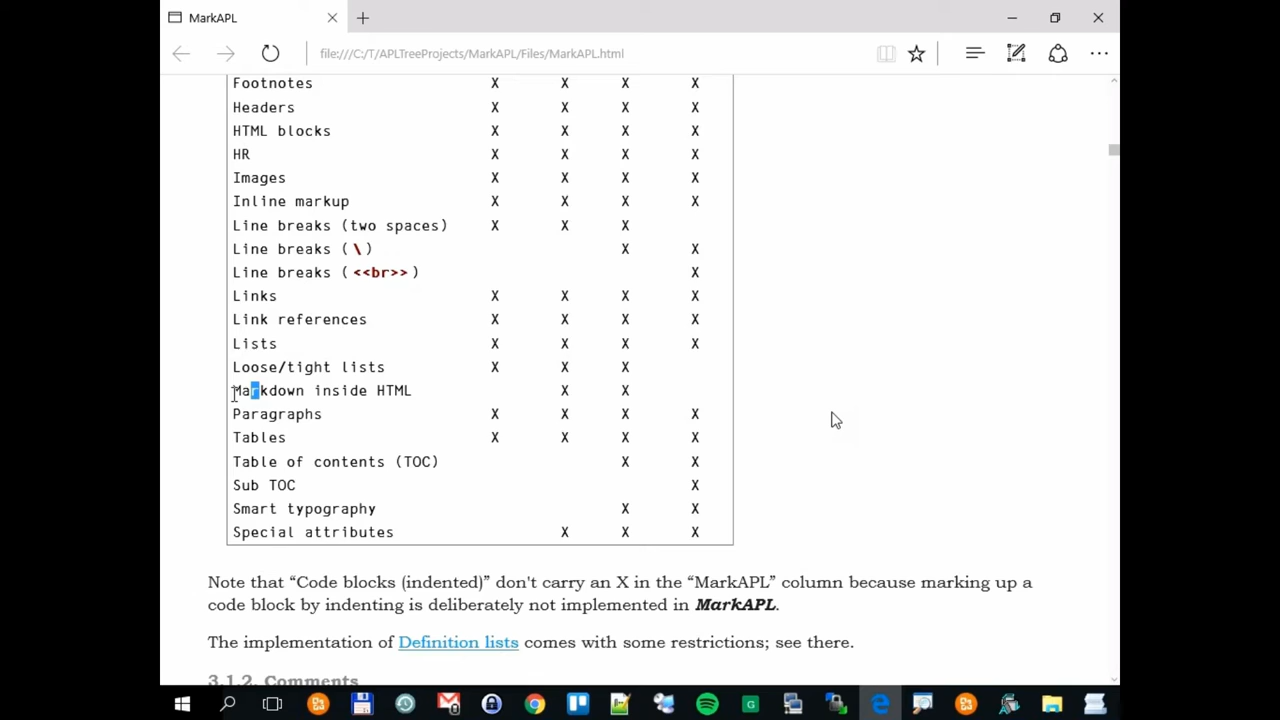 MarkAPL
file:///C:/T/APLTreeProjects/MarkAPL/Files/MarkAPL.html
Footnotes X X X X
Headers X X X X
HTML blocks X X X X
HR X X X X
Images X X X X
Inline markup X X X X
Line breaks (two spaces) X X X
Line breaks (\) X X
Line breaks (<<br>>) X
Links X X X X
Link references X X X X
Lists X X X X
Loose/tight lists X X X
Markdown inside HTML X X
Paragraphs X X X X
Tables X X X X
Table of contents (TOC) X X
Sub TOC X
Smart typography X X
Special attributes X X X
Note that “Code blocks (indented)” don't carry an X in the “MarkAPL” column because marking up a
code block by indenting is deliberately not implemented in MarkAPL.
The implementation of Definition lists comes with some restrictions; see there.
3.1.2. Comments